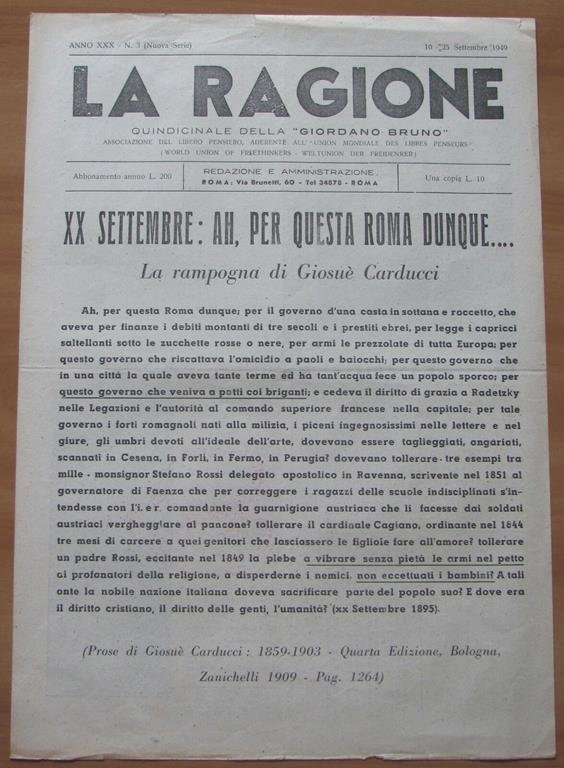 ANNO XXX - N. 3 (Nuova Serie)
10 - 25 Settembre 1949
LA RAGIONE
QUINDICINALE DELLA "GIORDANO BRUNO"
ASSOCIAZIONE DEL LIBERO PENSIERO, ADERENTE ALL'"UNION MONDIALE DES LIBRES PENSEURS"
(WORLD UNION OF FREETHINKERS - WELTUNION DER FREIDENKER)
Abbonamento annuo L. 200
REDAZIONE E AMMINISTRAZIONE
ROMA: Via Brunetti, 60 - Tel 34878 - ROMA
Una copia L. 10
XX SETTEMBRE: AH, PER QUESTA ROMA DUNQUE....
La rampogna di Giosuè Carducci
Ah, per questa Roma dunque; per il governo d'una casta in sottana e roccetto, che
aveva per finanze i debiti montanti di tre secoli e i prestiti ebrei, per legge i capricci
saltellanti sotto le zucchette rosse o nere, per armi le prezzolate di tutta Europa; per
questo governo che riscattava l'omicidio a paoli e baiocchi; per questo governo che
in una città la quale aveva tante terme ed ha tant'acqua fece un popolo sporco; per
questo governo che veniva a patti coi briganti; e cedeva il diritto di grazia a Radetzky
nelle Legazioni e l'autorità al comando superiore francese nella capitale; per tale
governo i forti romagnoli nati alla milizia, i piceni ingegnosissimi nelle lettere e nel
giure, gli umbri devoti all'ideale dell'arte, dovevano essere taglieggiati, angariati,
scannati in Cesena, in Forlì, in Fermo, in Perugia? dovevano tollerare - tre esempi tra
mille - monsignor Stefano Rossi delegato apostolico in Ravenna, scrivente nel 1851 al
governatore di Faenza che per correggere i ragazzi delle scuole indisciplinati s'in-
tendesse con l'i. e r. comandante la guarnigione austriaca che li facesse dai soldati
austriaci vergheggiar al pancone? tollerare il cardinale Cagiano, ordinante nel 1844
tre mesi di carcere a quei genitori che lasciassero le figliole fare all'amore? tollerare
un padre Rossi, eccitante nel 1849 la plebe a vibrare senza pietà le armi nel petto
ai profanatori della religione, a disperderne i nemici, non eccettuati i bambini? A tali
onte la nobile nazione italiana doveva sacrificare parte del popolo suo? E dove era
il diritto cristiano, il diritto delle genti, l'umanità? (xx Settembre 1895).
(Prose di Giosuè Carducci: 1859-1903 - Quarta Edizione, Bologna,
Zanichelli 1909 - Pag. 1264)